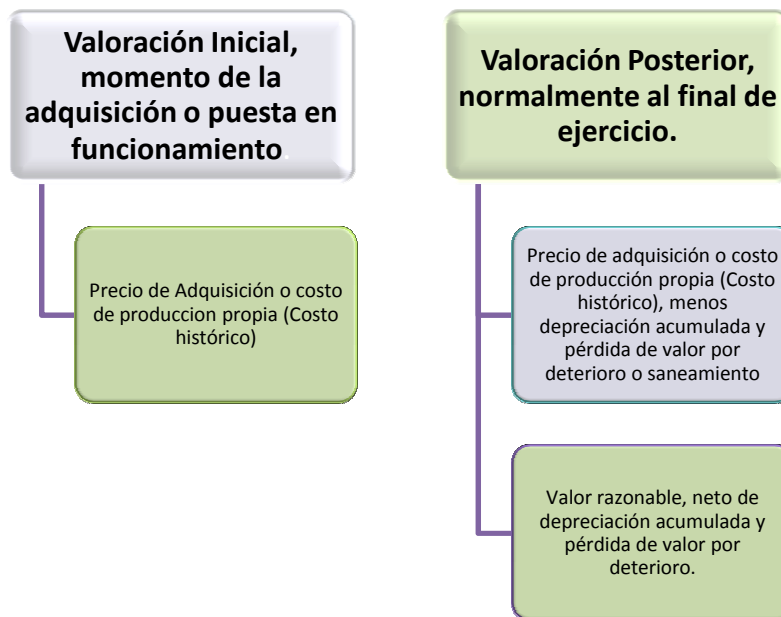 Valoración Inicial,
momento de la
adquisición o puesta en
funcionamiento.
Precio de Adquisición o costo
de produccion propia (Costo
histórico)
Valoración Posterior,
normalmente al final de
ejercicio.
Precio de adquisición o costo
de producción propia (Costo
histórico), menos
depreciación acumulada y
pérdida de valor por
deterioro o saneamiento
Valor razonable, neto de
depreciación acumulada y
pérdida de valor por
deterioro.